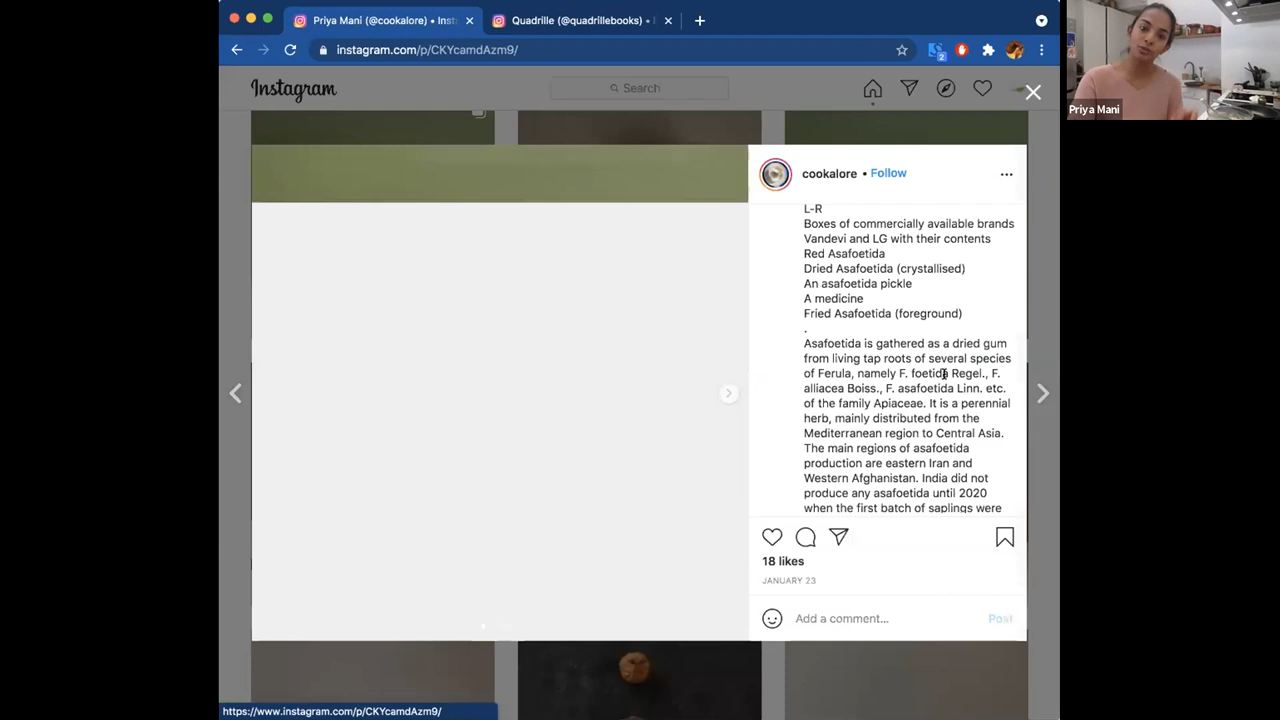 Priya Mani (@cookalore) • Inst
Quadrille (@quadrillebooks) •
instagram.com/p/CKYcamdAzm9/
2
Priya Mani
Instagram
Search
cookalore • Follow
L-R
Boxes of commercially available brands
Vandevi and LG with their contents
Red Asafoetida
Dried Asafoetida (crystallised)
An asafoetida pickle
A medicine
Fried Asafoetida (foreground)
.
Asafoetida is gathered as a dried gum
from living tap roots of several species
of Ferula, namely F. foetida Regel., F.
alliacea Boiss., F. asafoetida Linn. etc.
of the family Apiaceae. It is a perennial
herb, mainly distributed from the
Mediterranean region to Central Asia.
The main regions of asafoetida
production are eastern Iran and
Western Afghanistan. India did not
produce any asafoetida until 2020
when the first batch of saplings were
18 likes
JANUARY 23
Add a comment...
Post
https://www.instagram.com/p/CKYcamdAzm9/